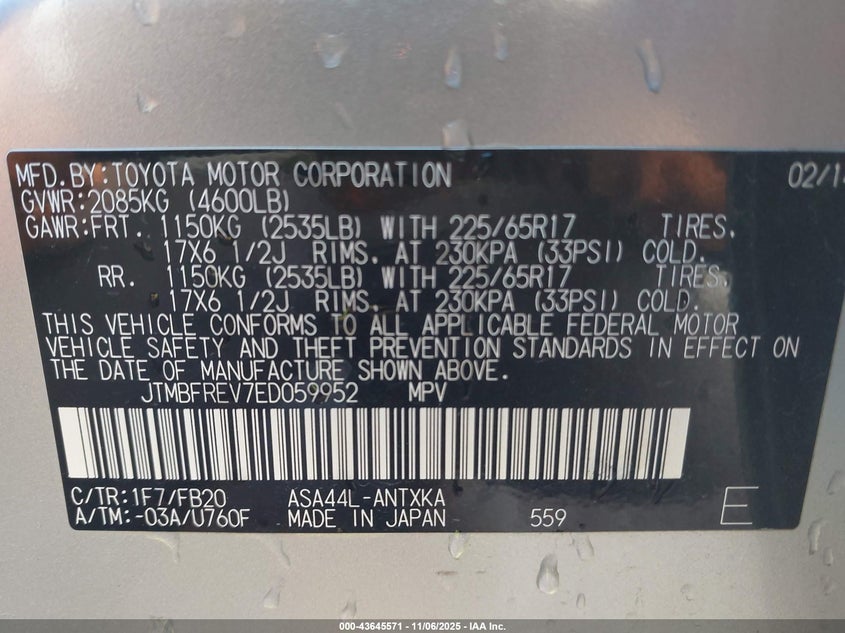 MFD.BY:TOYOTA MOTOR CORPORATION 02/14
GVWR:2085KG (4600LB)
GAWR:FRT. 1150KG (2535LB) WITH 225/65R17 TIRES.
17X6 1/2J RIMS. AT 230KPA (33PSI) COLD.
RR. 1150KG (2535LB) WITH 225/65R17 TIRES.
17X6 1/2J RIMS. AT 230KPA (33PSI) COLD.
THIS VEHICLE CONFORMS TO ALL APPLICABLE FEDERAL MOTOR
VEHICLE SAFETY AND THEFT PREVENTION STANDARDS IN EFFECT ON
THE DATE OF MANUFACTURE SHOWN ABOVE.
JTMBFREV7ED059952 MPV
C/TR:1F7/FB20 ASA44L-ANTXKA
A/TM:-03A/U760F MADE IN JAPAN 559 E
000-43645571 - 11/06/2025 - IAA Inc.